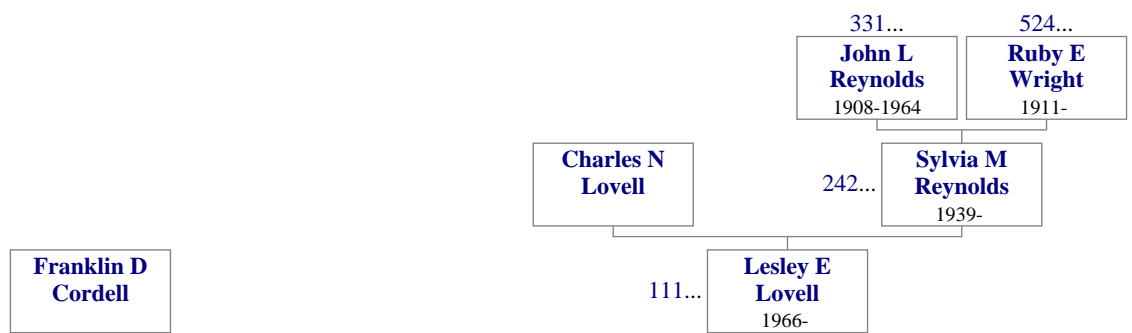 331... 524...
John L Ruby E
Reynolds Wright
1908-1964 1911-
Charles N Sylvia M
Lovell 242... Reynolds
1939-
Franklin D Lesley E
Cordell 111... Lovell
1966-